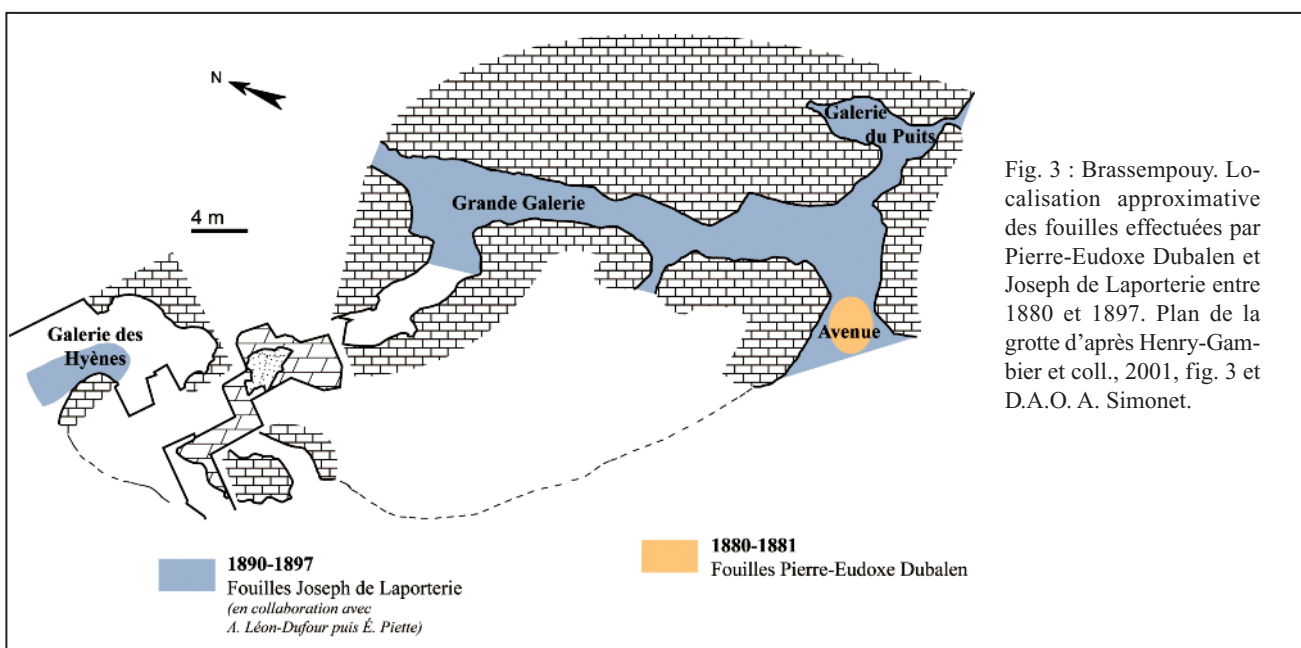 N
4 m
Galerie
du Puits
Grande Galerie
Galerie des
Hyènes
Avenue
1890-1897
Fouilles Joseph de Laporterie
(en collaboration avec
A. Léon-Dufour puis É. Piette)
1880-1881
Fouilles Pierre-Eudoxe Dubalen
Fig. 3 : Brassempouy. Lo-
calisation approximative
des fouilles effectuées par
Pierre-Eudoxe Dubalen et
Joseph de Laporterie entre
1880 et 1897. Plan de la
grotte d’après Henry-Gam-
bier et coll., 2001, fig. 3 et
D.A.O. A. Simonet.